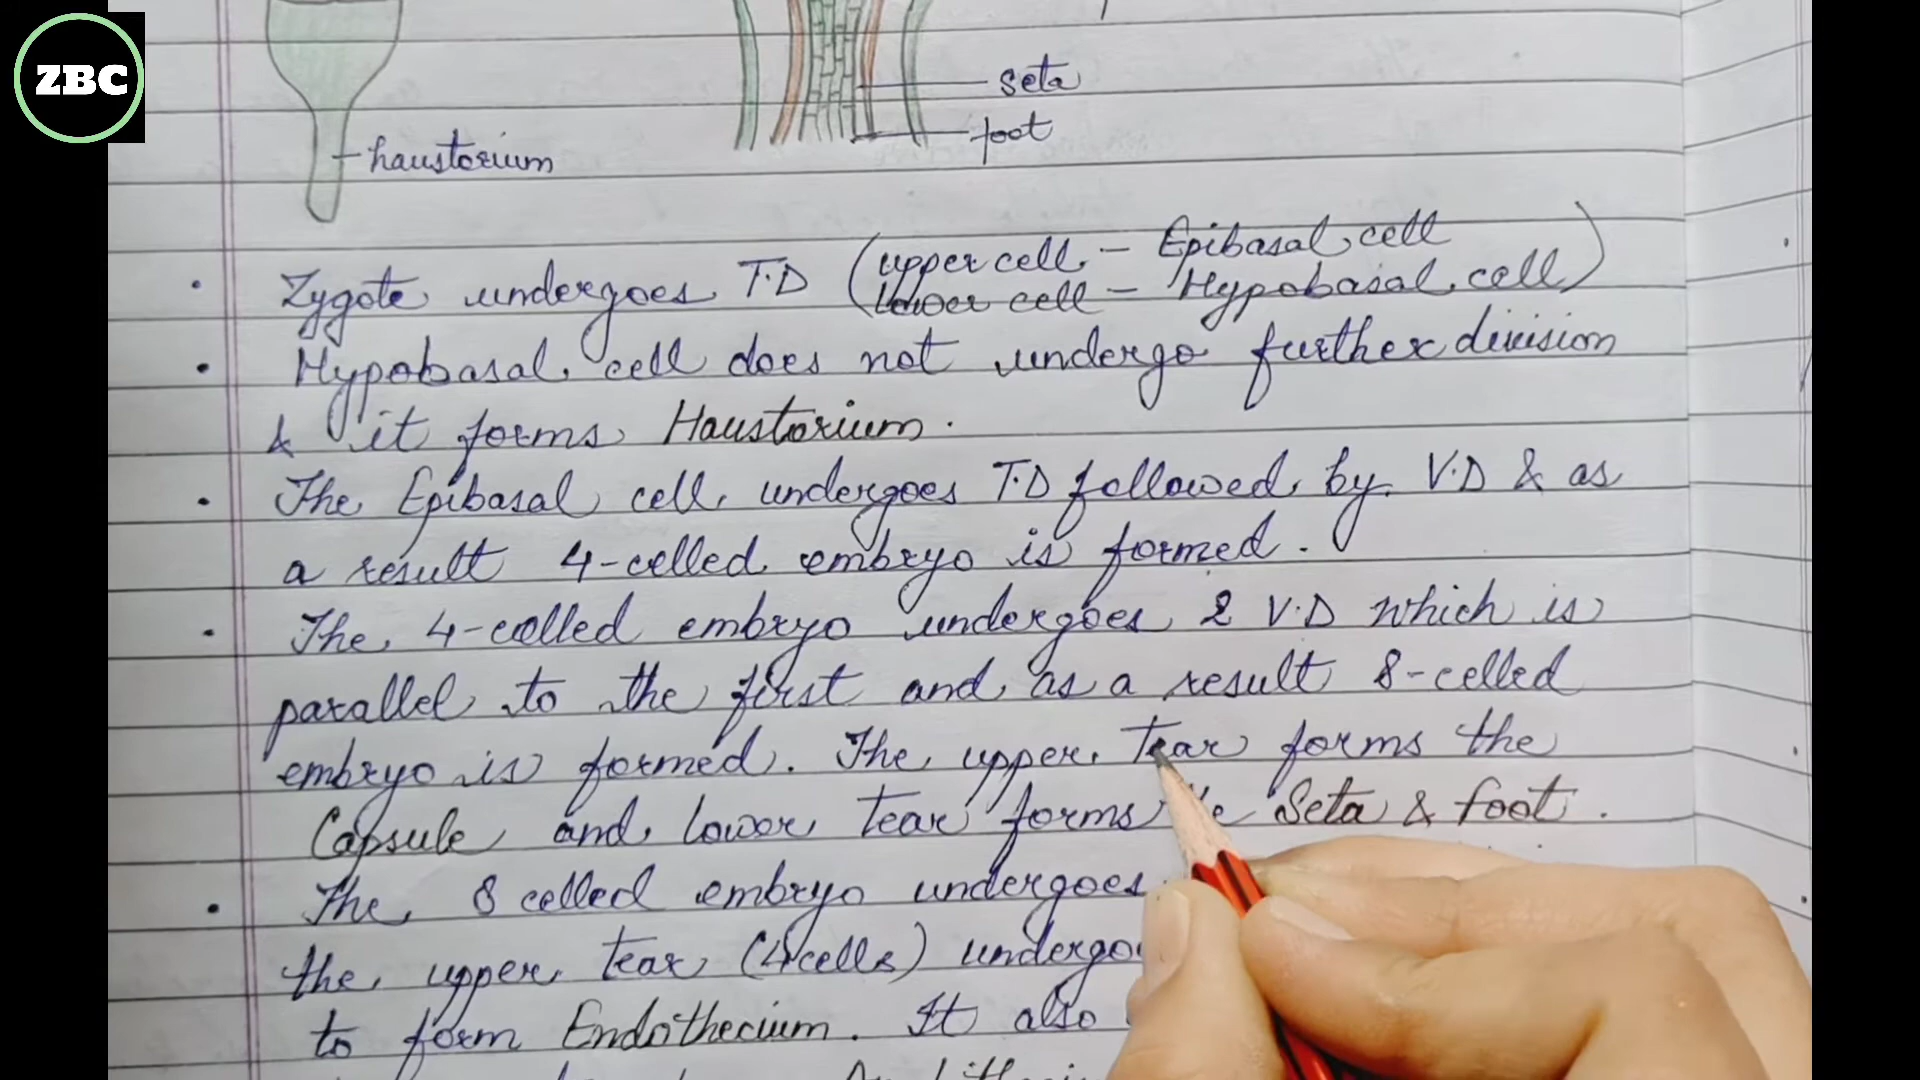 ZBC
seta
foot
haustorium
Zygote undergoes T.D (upper cell - Epibasal cell
lower cell - Hypobasal cell)
Hypobasal cell does not undergo further division
& it forms Haustorium.
The Epibasal cell undergoes T.D followed by V.D & as
a result 4-celled embryo is formed.
The 4-celled embryo undergoes 2 V.D which is
parallel to the first and as a result 8-celled
embryo is formed. The upper tear forms the
Capsule and lower tear forms Seta & foot.
The 8 celled embryo undergoes
the upper tear (4cells)
to form Endothecium. It also